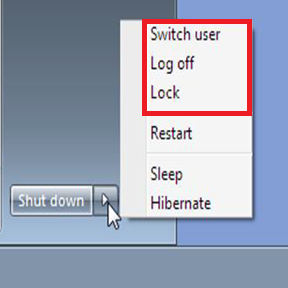 Switch user
Log off
Lock
Restart
Sleep
Shut down
Hibernate